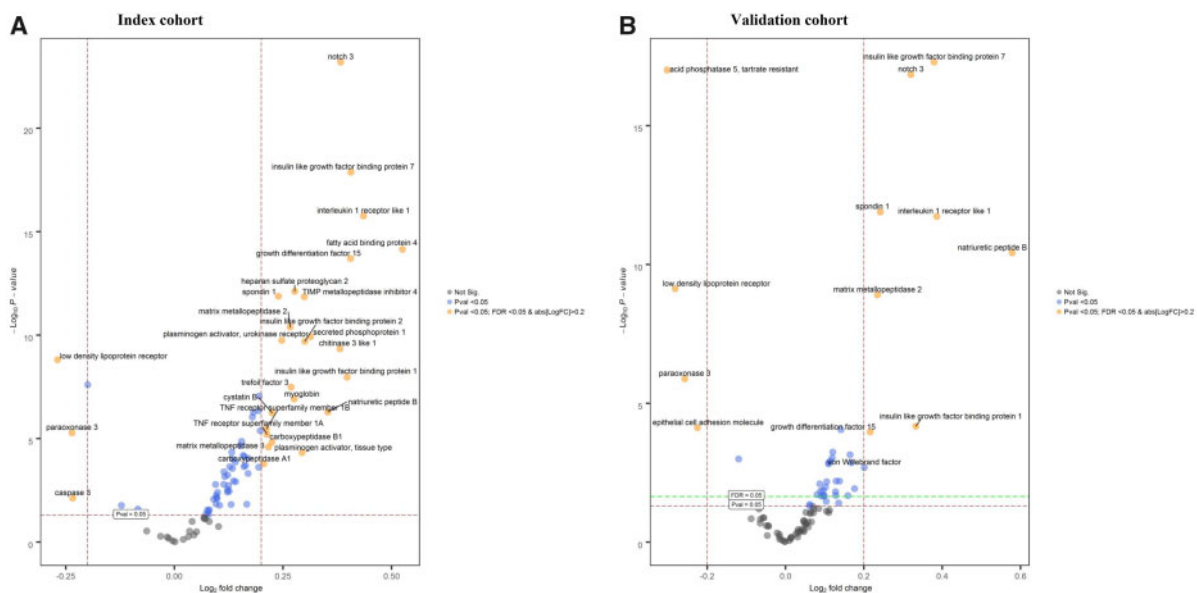 A
Index cohort
notch 3
insulin like growth factor binding protein 7
interleukin 1 receptor like 1
fatty acid binding protein 4
growth differentiation factor 15
heparan sulfate proteoglycan 2
spondin 1
TIMP metallopeptidase inhibitor 4
matrix metallopeptidase 2
insulin like growth factor binding protein 2
plasminogen activator, urokinase receptor
secreted phosphoprotein 1
chitinase 3 like 1
low density lipoprotein receptor
insulin like growth factor binding protein 1
trefoil factor 3
myoglobin
cystatin B
natriuretic peptide B
TNF receptor superfamily member 1B
TNF receptor superfamily member 1A
paraoxonase 3
carboxypeptidase B1
matrix metallopeptidase 3
plasminogen activator, tissue type
carboxypeptidase A1
caspase 8
Pval = 0.05
20
15
10
5
0
-0.25
0.00
0.25
0.50
−Log10 P − value
Log2 fold change
Not Sig.
Pval <0.05
Pval <0.05; FDR <0.05 & abs[LogFC]>0.2
B
Validation cohort
insulin like growth factor binding protein 7
acid phosphatase 5, tartrate resistant
notch 3
spondin 1
interleukin 1 receptor like 1
natriuretic peptide B
low density lipoprotein receptor
matrix metallopeptidase 2
paraoxonase 3
epithelial cell adhesion molecule
growth differentiation factor 15
insulin like growth factor binding protein 1
von Willebrand factor
FDR = 0.05
Pval = 0.05
15
10
5
0
-0.2
0.0
0.2
0.4
0.6
−Log10 P − value
Log2 fold change
Not Sig.
Pval <0.05
Pval <0.05; FDR <0.05 & abs[LogFC]>0.2